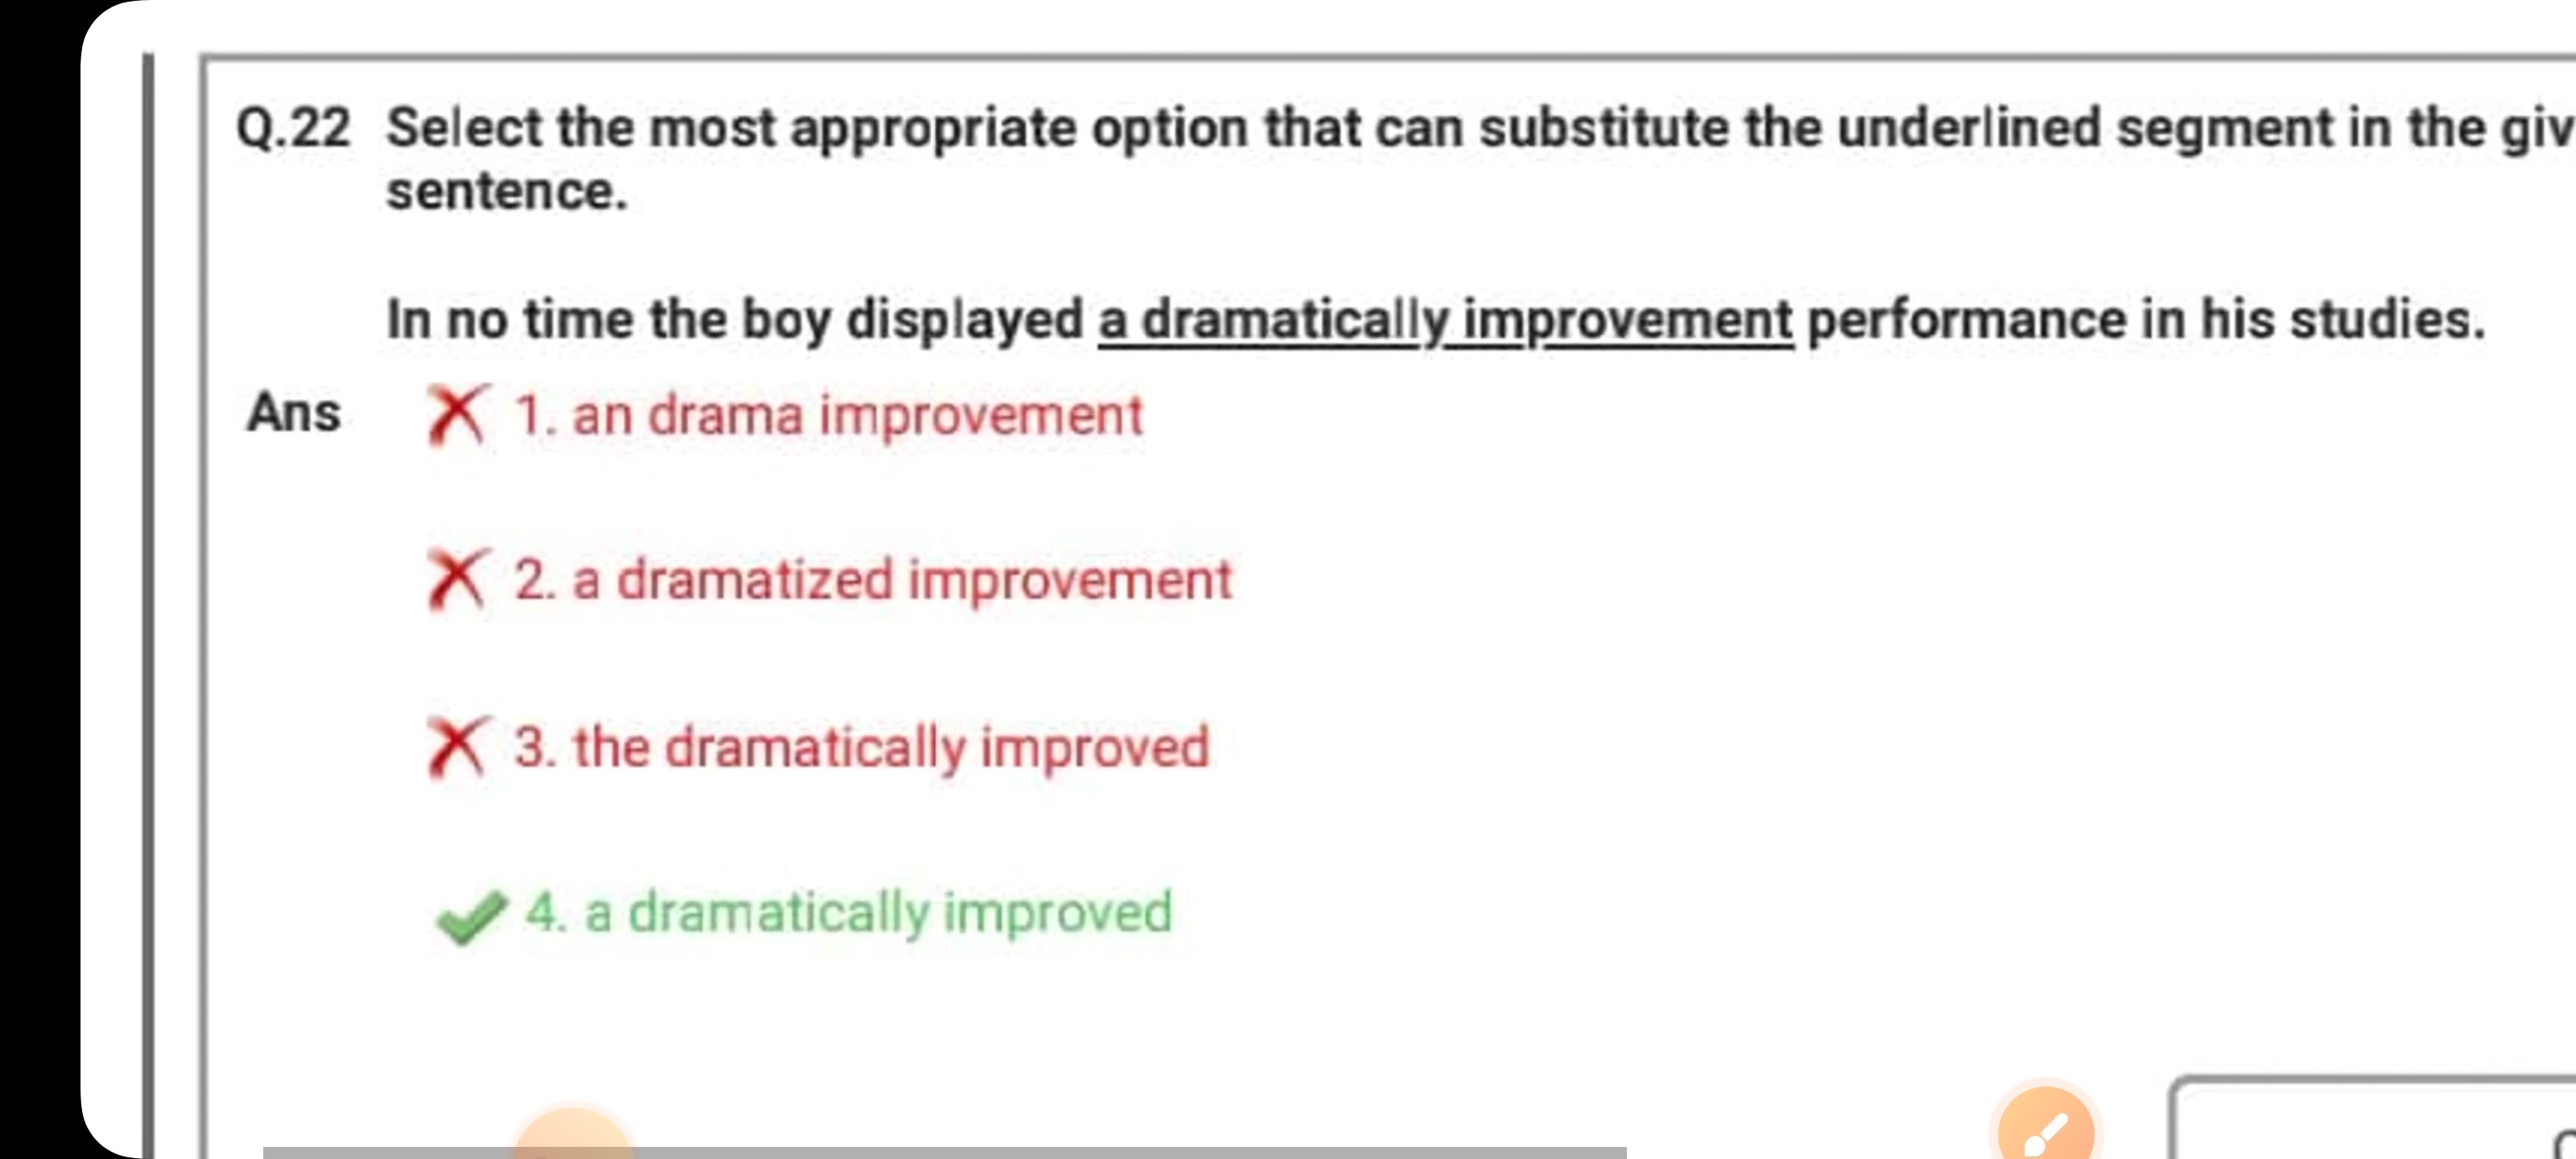 Q.22 Select the most appropriate option that can substitute the underlined segment in the
sentence.
In no time the boy displayed a dramatically improvement performance in his studies.
Ans 1. an drama improvement
2. a dramatized improvement
3. the dramatically improved
4. a dramatically improved